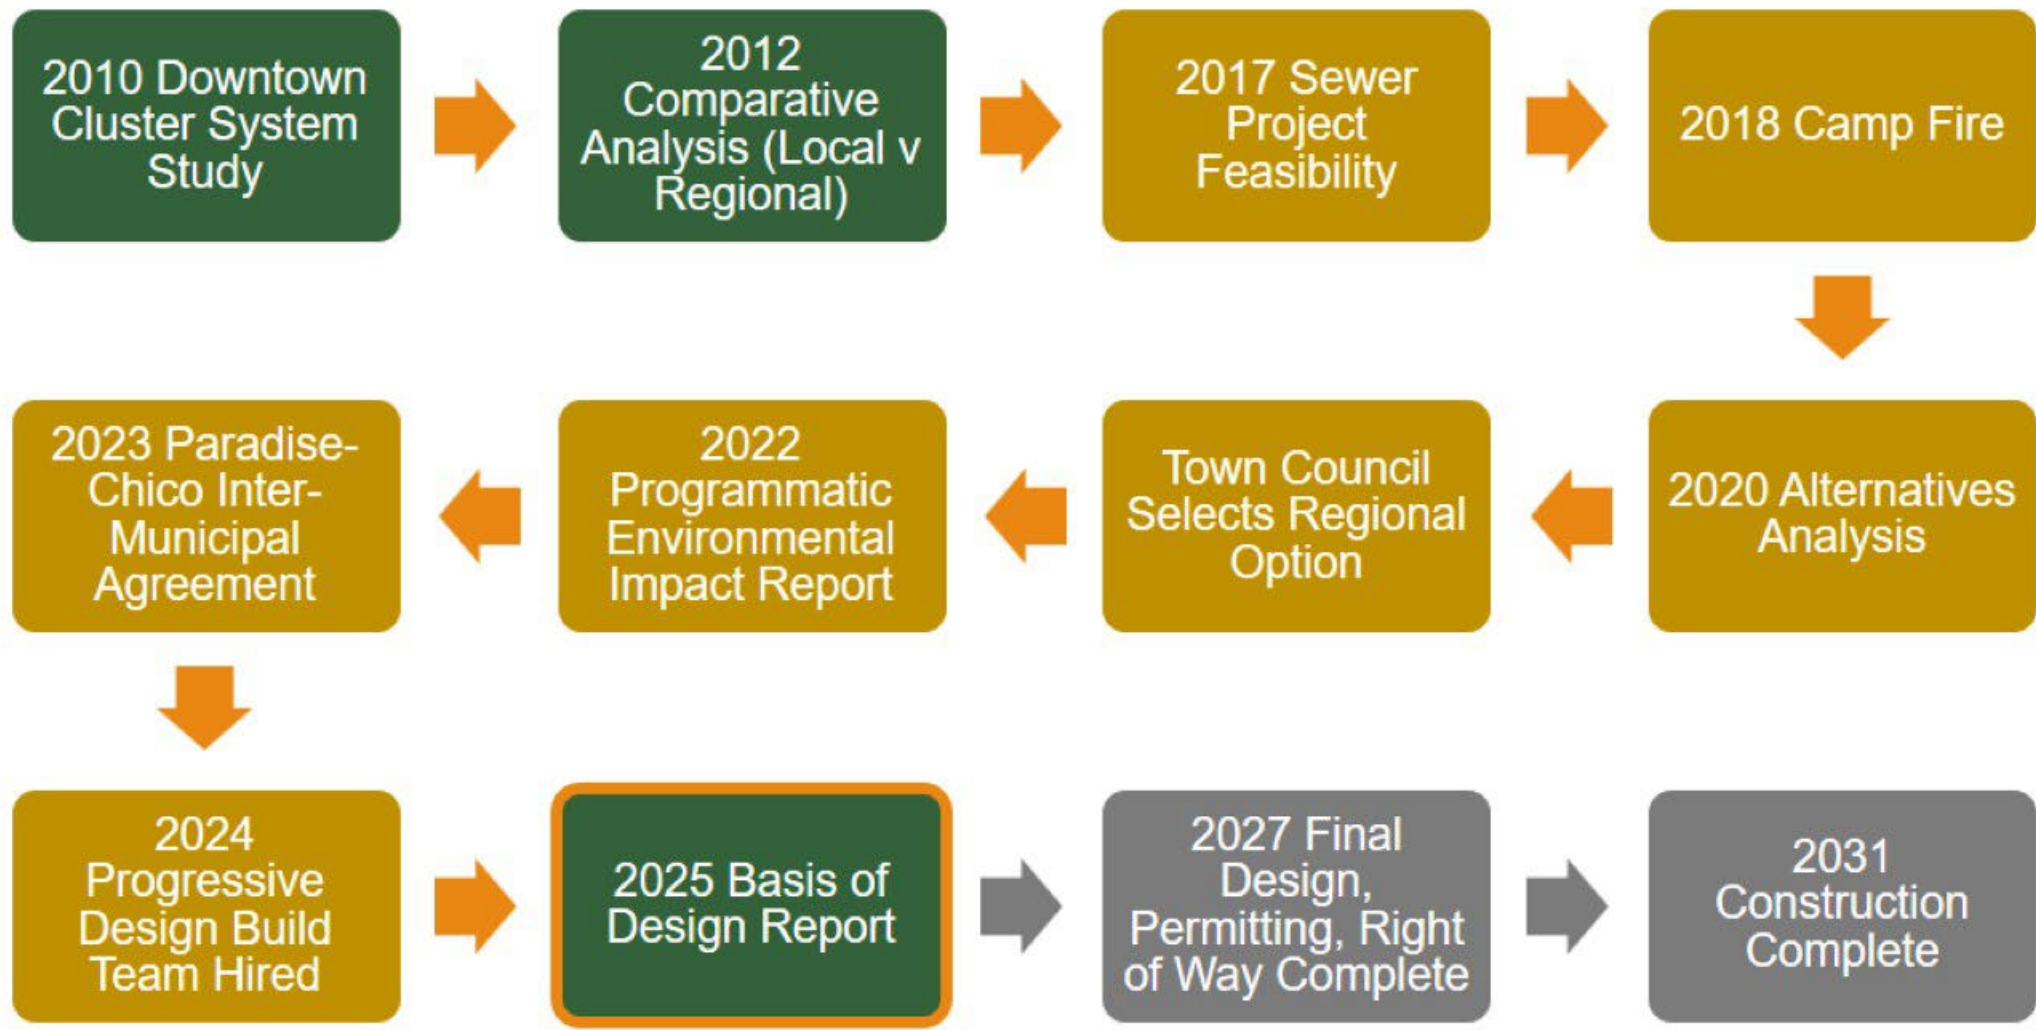 2010 Downtown
Cluster System
Study
2012
Comparative
Analysis (Local v
Regional)
2017 Sewer
Project
Feasibility
2018 Camp Fire
2020 Alternatives
Analysis
Town Council
Selects Regional
Option
2022
Programmatic
Environmental
Impact Report
2023 Paradise-
Chico Inter-
Municipal
Agreement
2024
Progressive
Design Build
Team Hired
2025 Basis of
Design Report
2027 Final
Design,
Permitting, Right
of Way Complete
2031
Construction
Complete